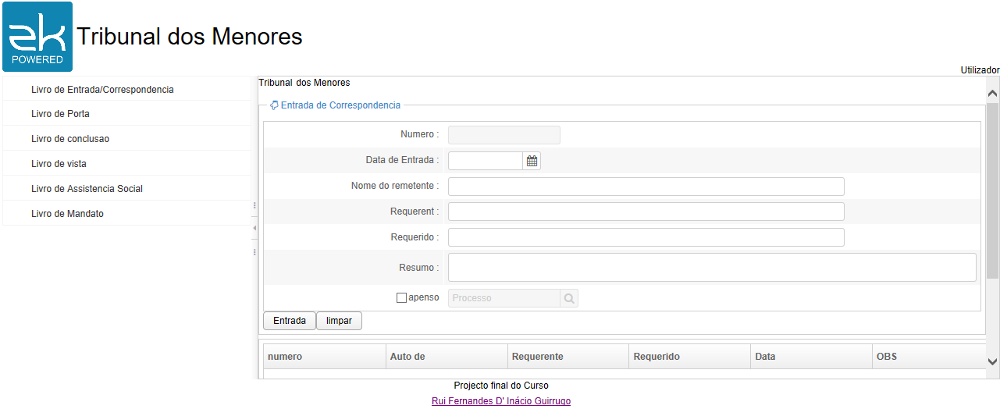 zk
POWERED
Tribunal dos Menores
Utilizador
Livro de Entrada/Correspondencia
Livro de Porta
Livro de conclusao
Livro de vista
Livro de Assistencia Social
Livro de Mandato
Tribunal dos Menores
Entrada de Correspondencia
Numero :
Data de Entrada :
Nome do remetente :
Requerent :
Requerido :
Resumo :
apenso Processo
Entrada limpar
numero Auto de Requerente Requerido Data OBS
Projecto final do Curso
Rui Fernandes D' Inácio Guirrugo